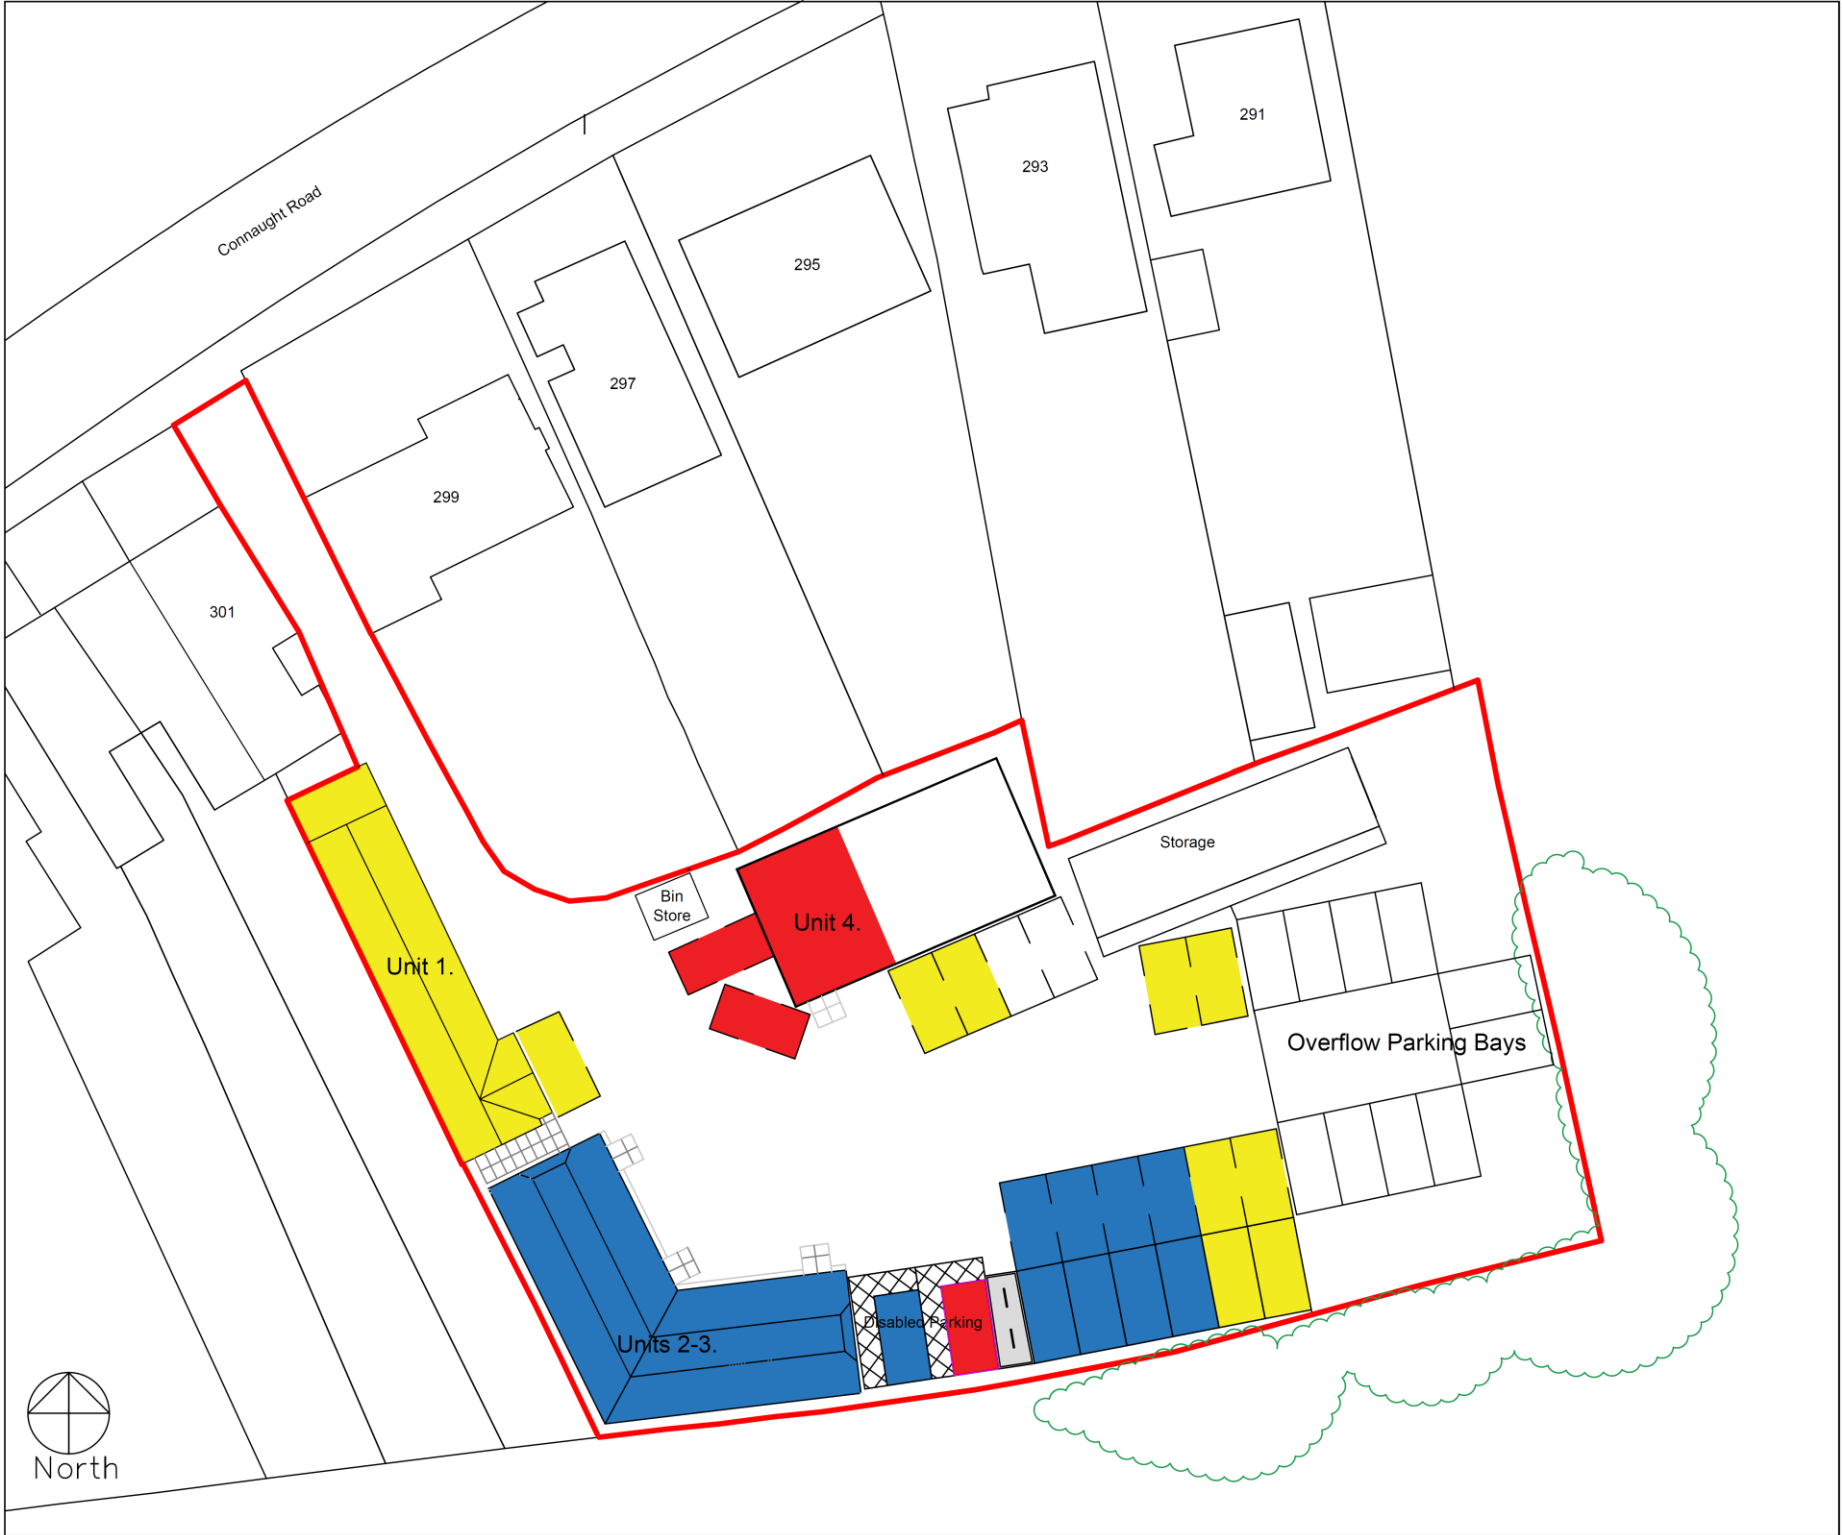 291
293
Connaught Road
295
297
299
301
Storage
Bin
Store
Unit 4.
Unit 1.
Overflow Parking Bays
Disabled Parking
Units 2-3.
North